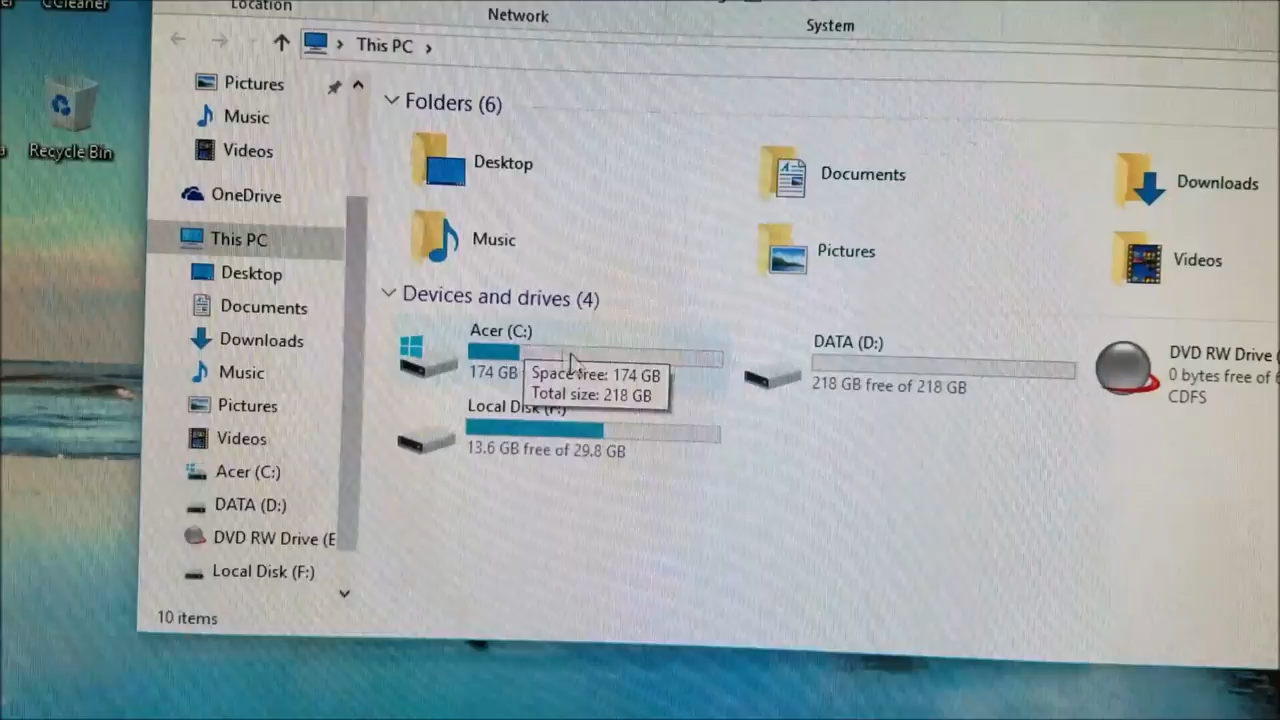 CCleaner
Location
Network
System
This PC
Pictures
Music
Videos
OneDrive
This PC
Desktop
Documents
Downloads
Music
Pictures
Videos
Acer (C:)
DATA (D:)
DVD RW Drive (E
Local Disk (F:)
10 items
Recycle Bin
Folders (6)
Desktop
Documents
Downloads
Music
Pictures
Videos
Devices and drives (4)
Acer (C:)
174 GB
Space free: 174 GB
Total size: 218 GB
DATA (D:)
218 GB free of 218 GB
DVD RW Drive
0 bytes free of
CDFS
Local Disk (F:)
13.6 GB free of 29.8 GB